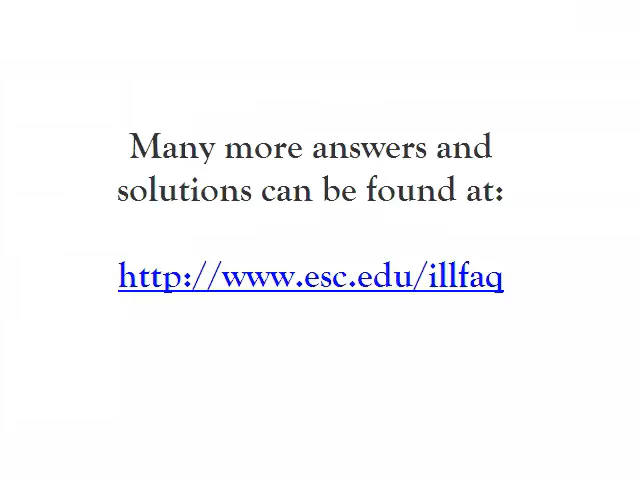 Many more answers and
solutions can be found at:
http://www.esc.edu/illfaq